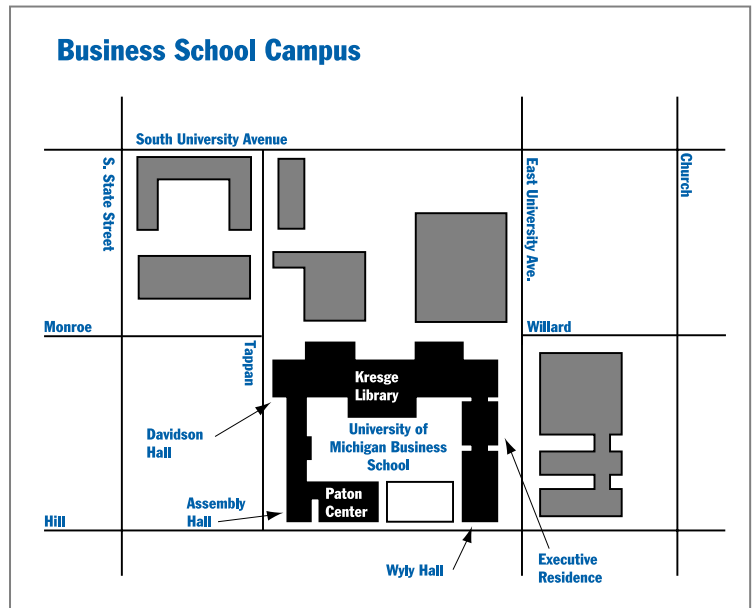 Business School Campus
South University Avenue
S. State Street
East University Ave.
Church
Monroe
Willard
Tappan
Kresge
Library
Davidson
Hall
University of
Michigan Business
School
Assembly
Hall
Paton
Center
Hill
Wyly Hall
Executive
Residence